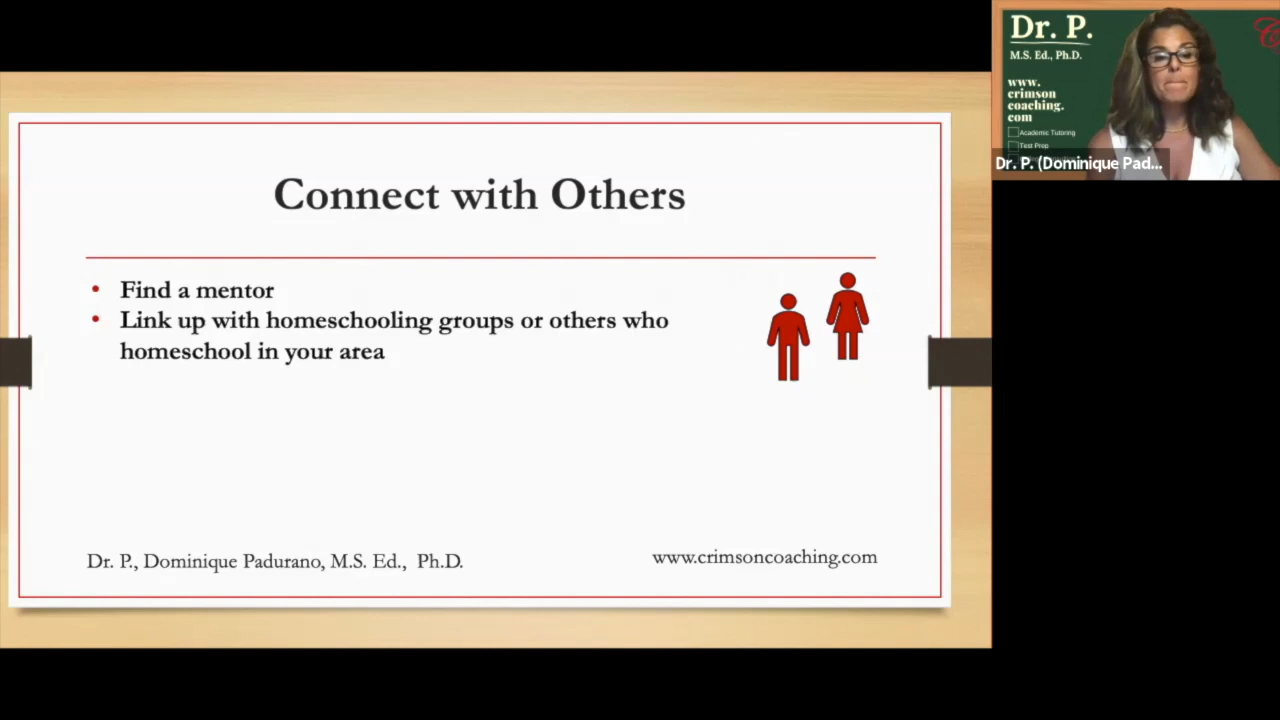 Connect with Others
• Find a mentor
• Link up with homeschooling groups or others who
homeschool in your area
Dr. P., Dominique Padurano, M.S. Ed., Ph.D.
www.crimsoncoaching.com
Dr. P.
M.S. Ed., Ph.D.
www.
crimson
coaching.
com
Academic Tutoring
Test Prep
Dr. P. (Dominique Pad...